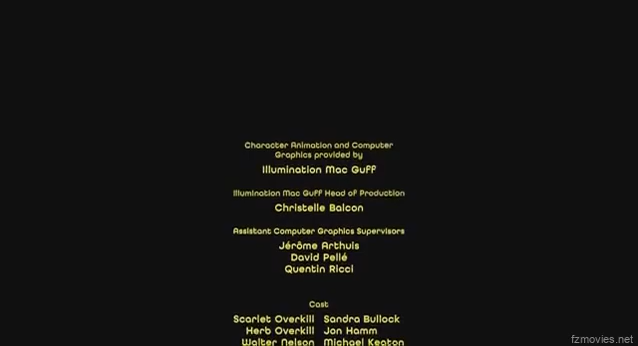 Character Animation and Computer
Graphics provided by
Illumination Mac Guff
Illumination Mac Guff Head of Production
Christelle Balcon
Assistant Computer Graphics Supervisors
Jérôme Arthuis
David Pellé
Quentin Ricci
Cast
Scarlet Overkill Sandra Bullock
Herb Overkill Jon Hamm
Walter Nelson Michael Keaton
fzmovies.net